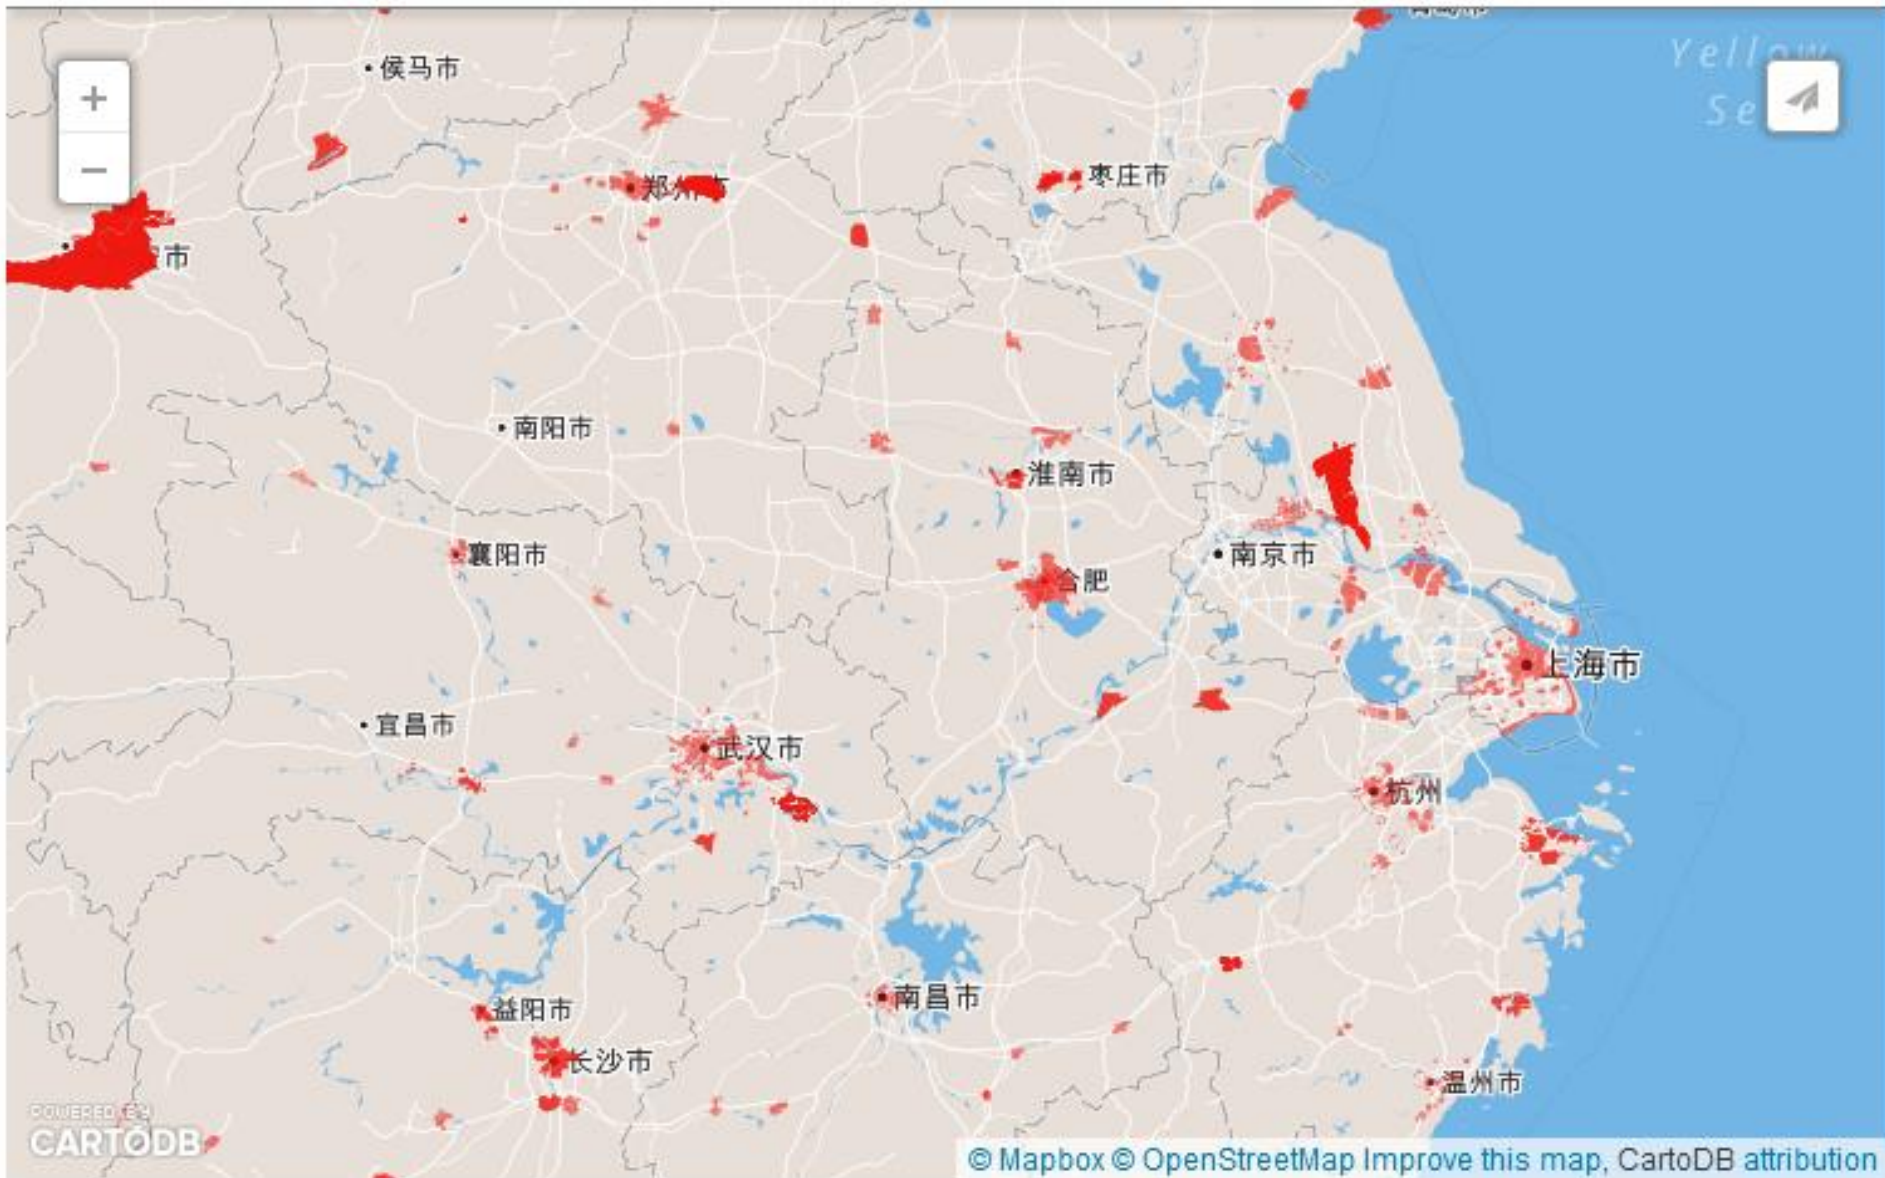 Yellow
侯马市
+
−
枣庄市
郑州市
市
南阳市
淮南市
襄阳市
南京市
合肥
上海市
宜昌市
武汉市
杭州
南昌市
益阳市
长沙市
温州市
POWERED BY
CARTODB
© Mapbox © OpenStreetMap Improve this map, CartoDB attribution